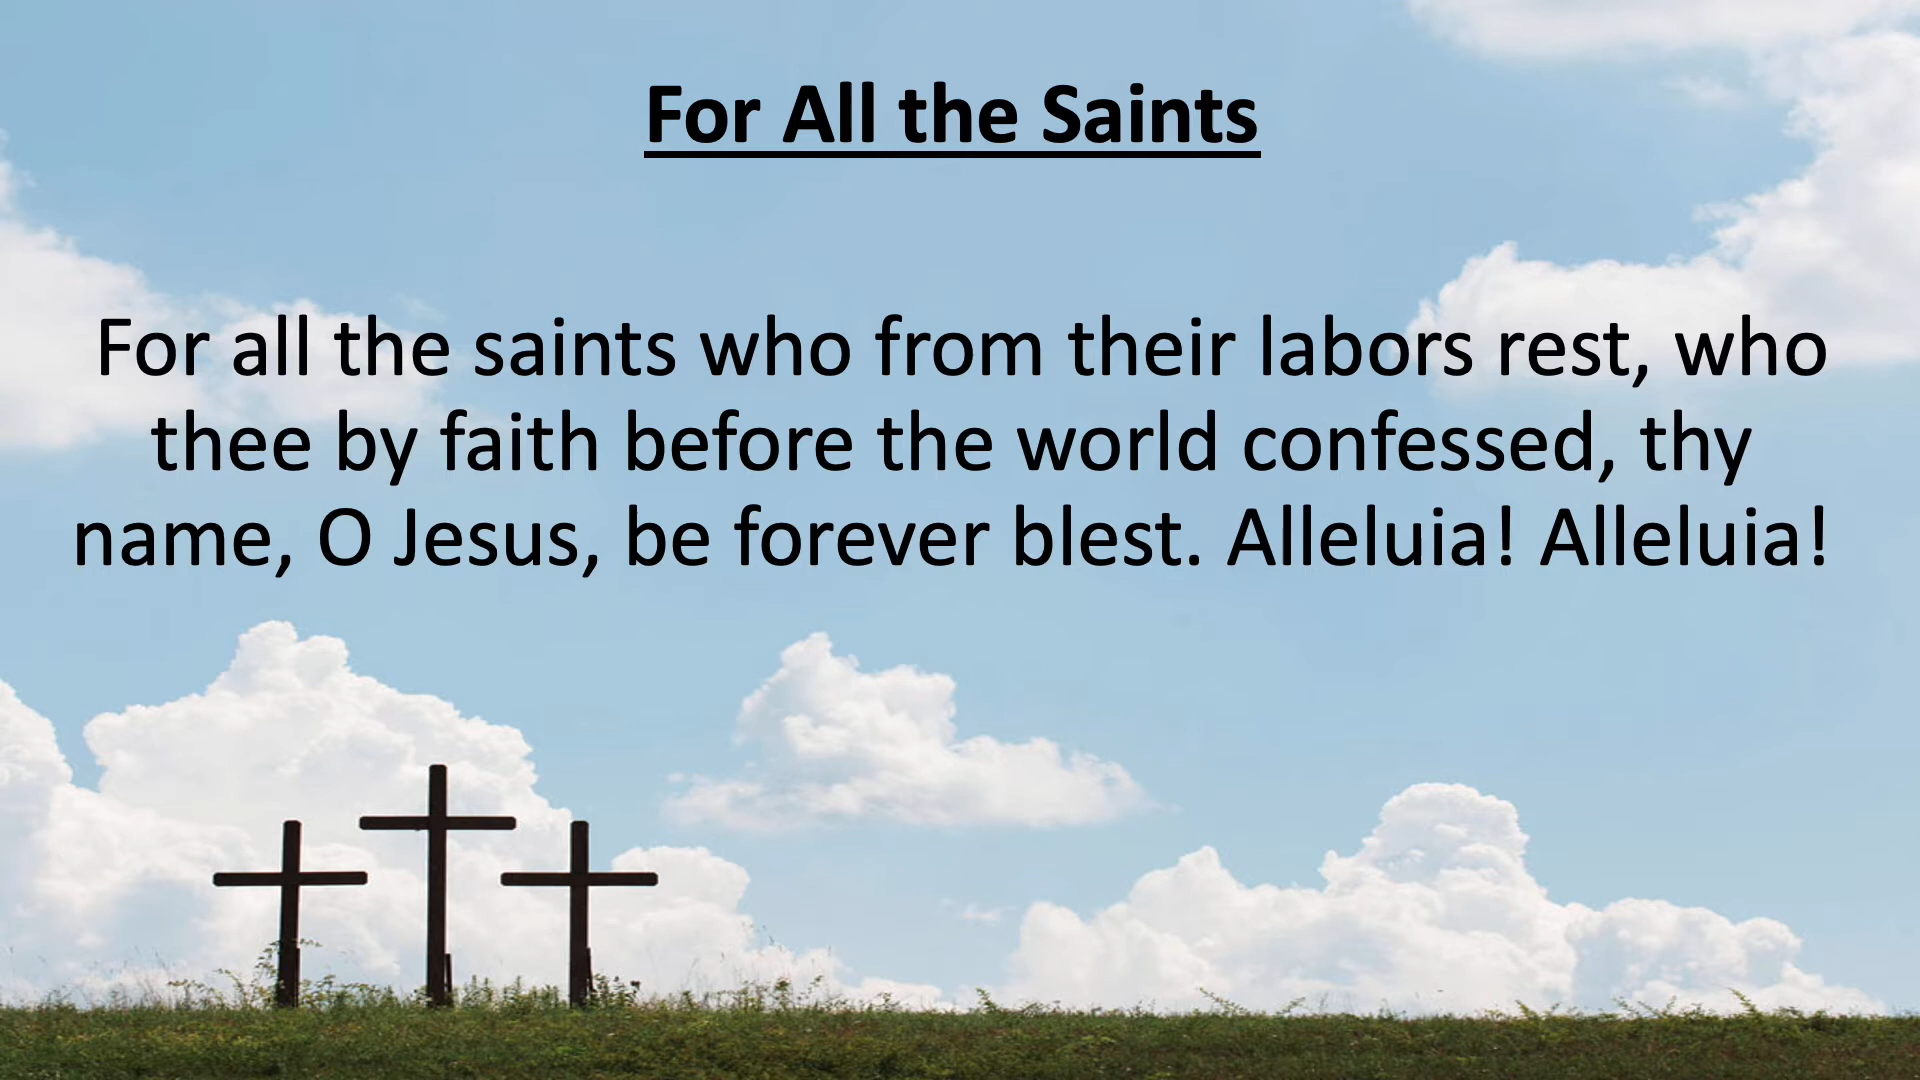 For All the Saints
For all the saints who from their labors rest, who
thee by faith before the world confessed, thy
name, O Jesus, be forever blest. Alleluia! Alleluia!